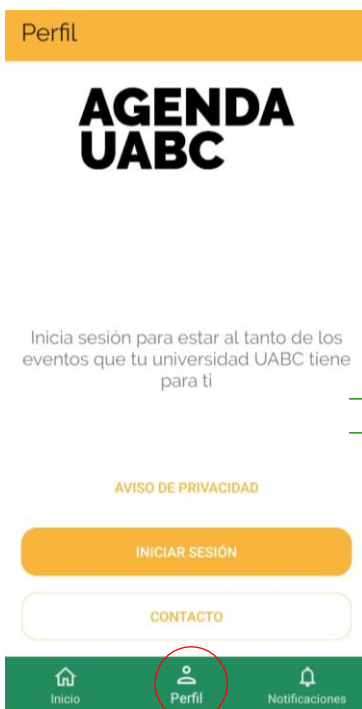 Perfil
AGENDA
UABC
Inicia sesión para estar al tanto de los
eventos que tu universidad UABC tiene
para ti
AVISO DE PRIVACIDAD
INICIAR SESIÓN
CONTACTO
Inicio
Perfil
Notificaciones